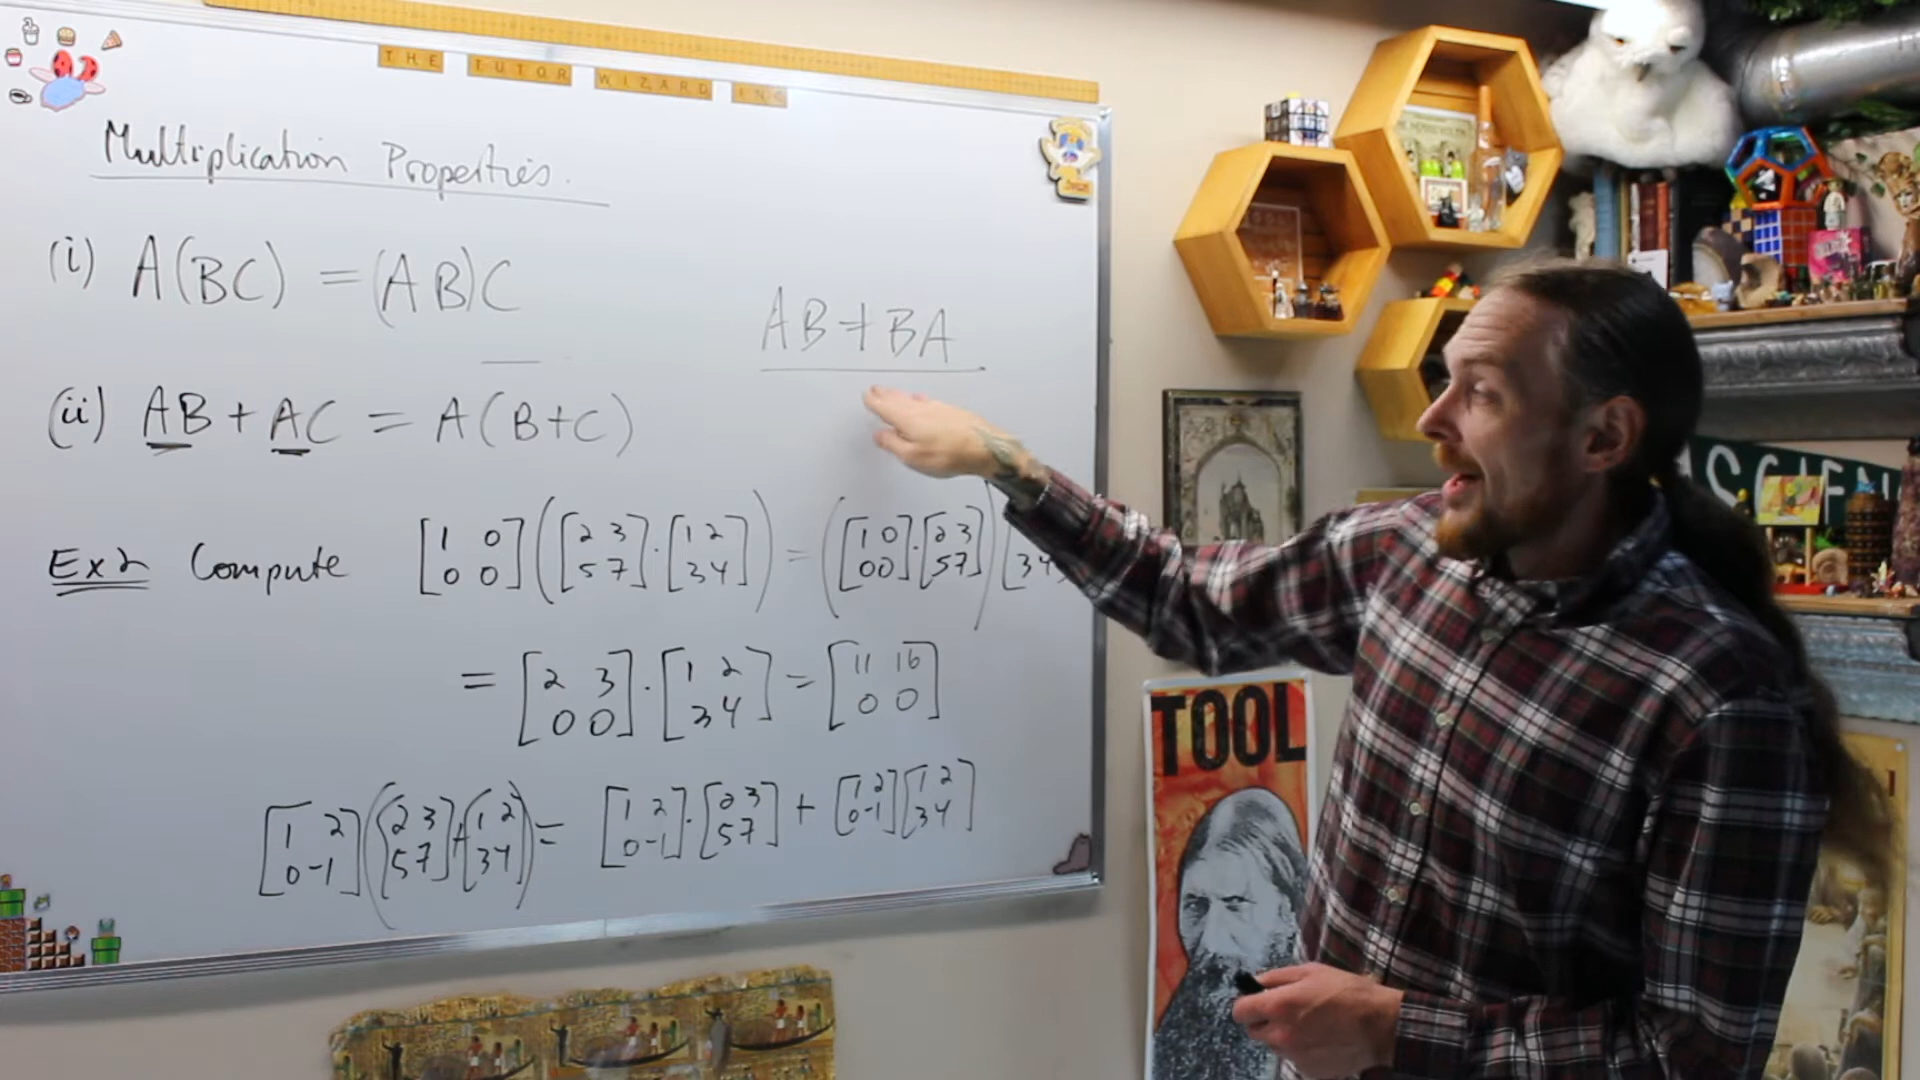 THE TUTOR WIZARD INC
Multiplication Properties.
(i) A(BC) = (AB)C
AB ≠ BA
(ii) AB + AC = A(B+C)
Ex2 Compute [1 0 ([2 3 · [1 2 = ([1 0 · [2 3
0 0] 5 7] 3 4]) 0 0] 5 7]) [3 4
= [2 3 · [1 2 = [11 16
0 0] 3 4] 0 0]
[1 2 ([2 3 + [1 2 = [1 2 · [2 3 + [1 2 [1 2
0 -1] 5 7] 3 4]) 0 -1] 5 7] 0 -1] 3 4]
TOOL